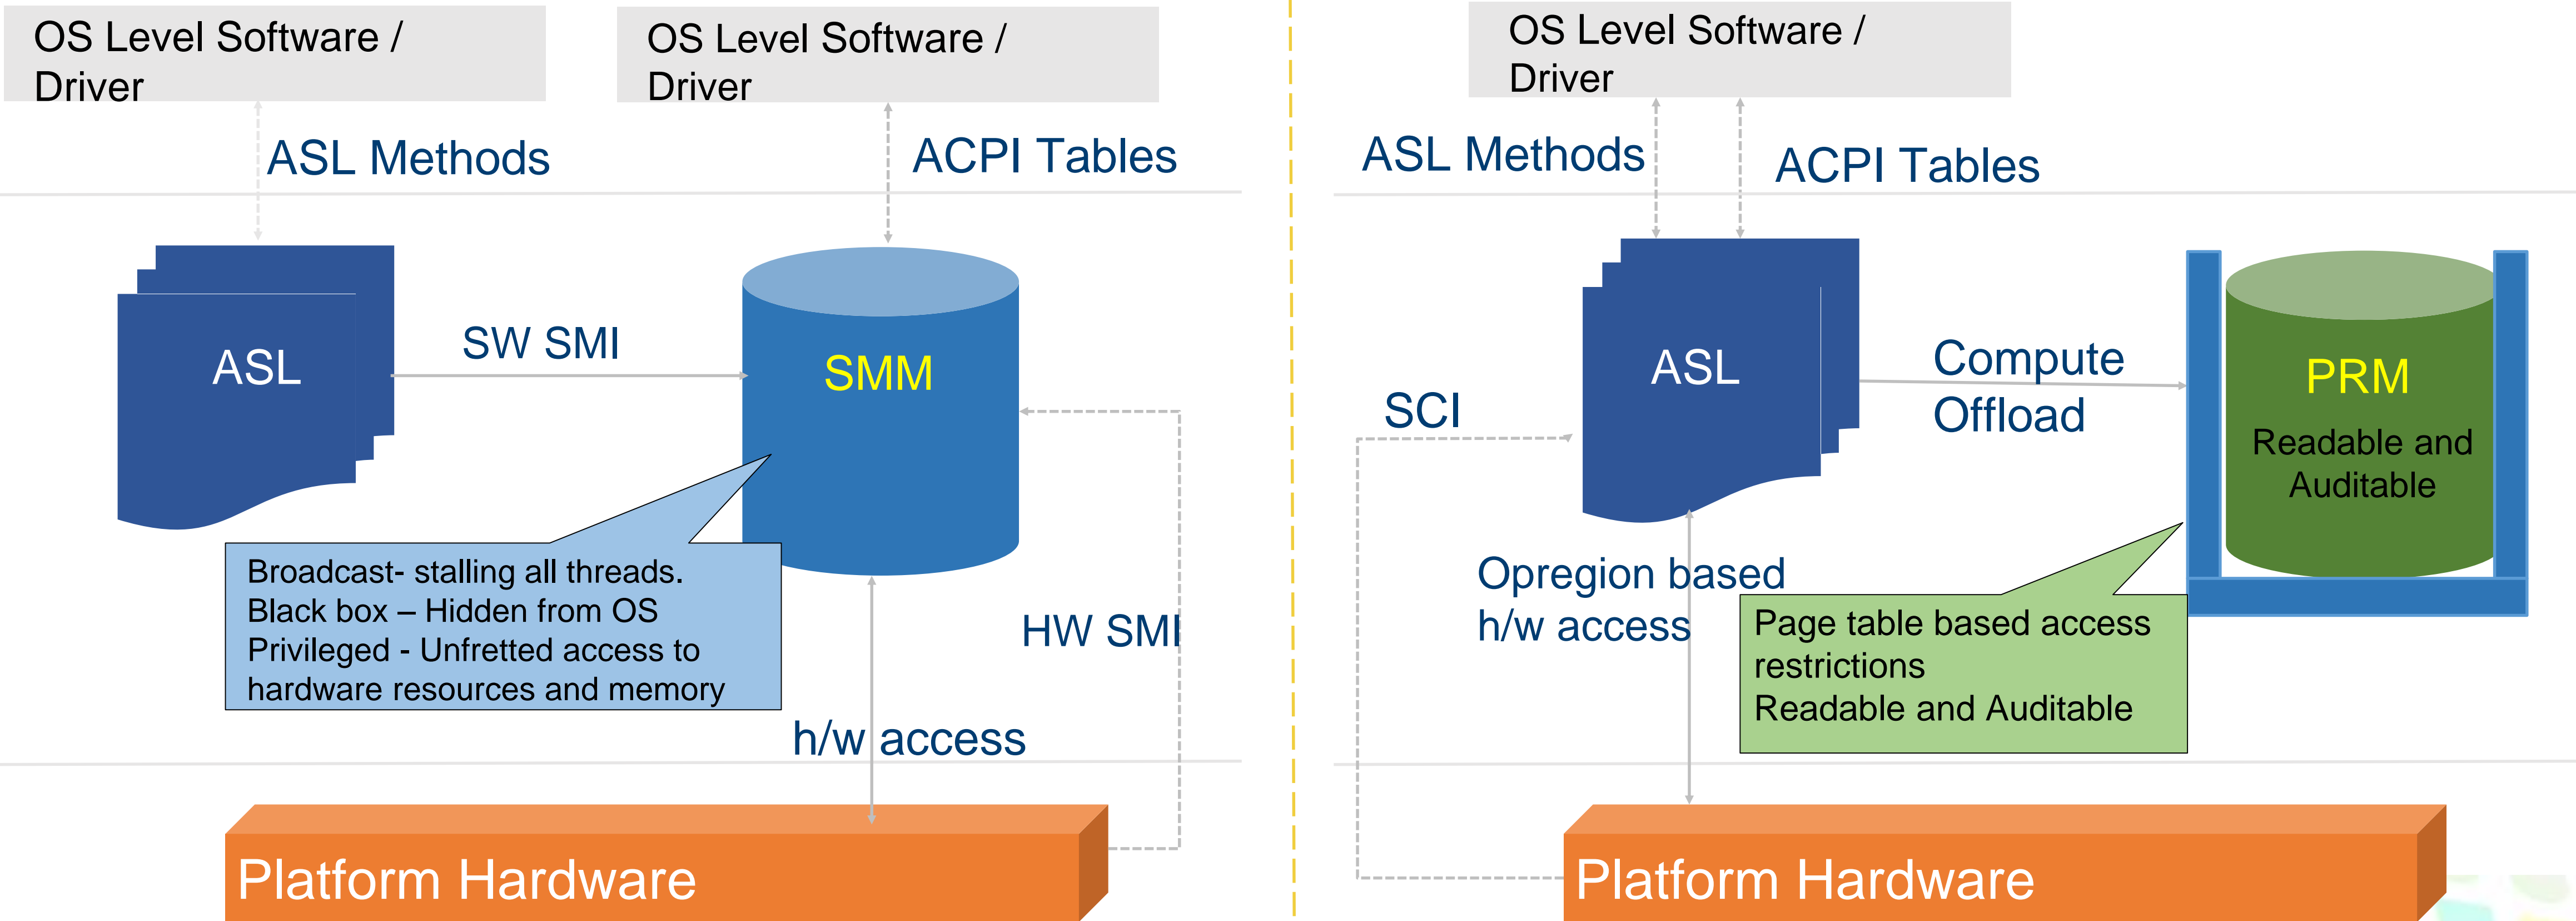 OS Level Software /
Driver
OS Level Software /
Driver
ASL Methods
ACPI Tables
ASL
SW SMI
SMM
Broadcast- stalling all threads.
Black box – Hidden from OS
Privileged - Unfretted access to
hardware resources and memory
HW SMI
h/w access
Platform Hardware
OS Level Software /
Driver
ASL Methods
ACPI Tables
SCI
ASL
Compute
Offload
PRM
Readable and
Auditable
Opregion based
h/w access
Page table based access
restrictions
Readable and Auditable
Platform Hardware